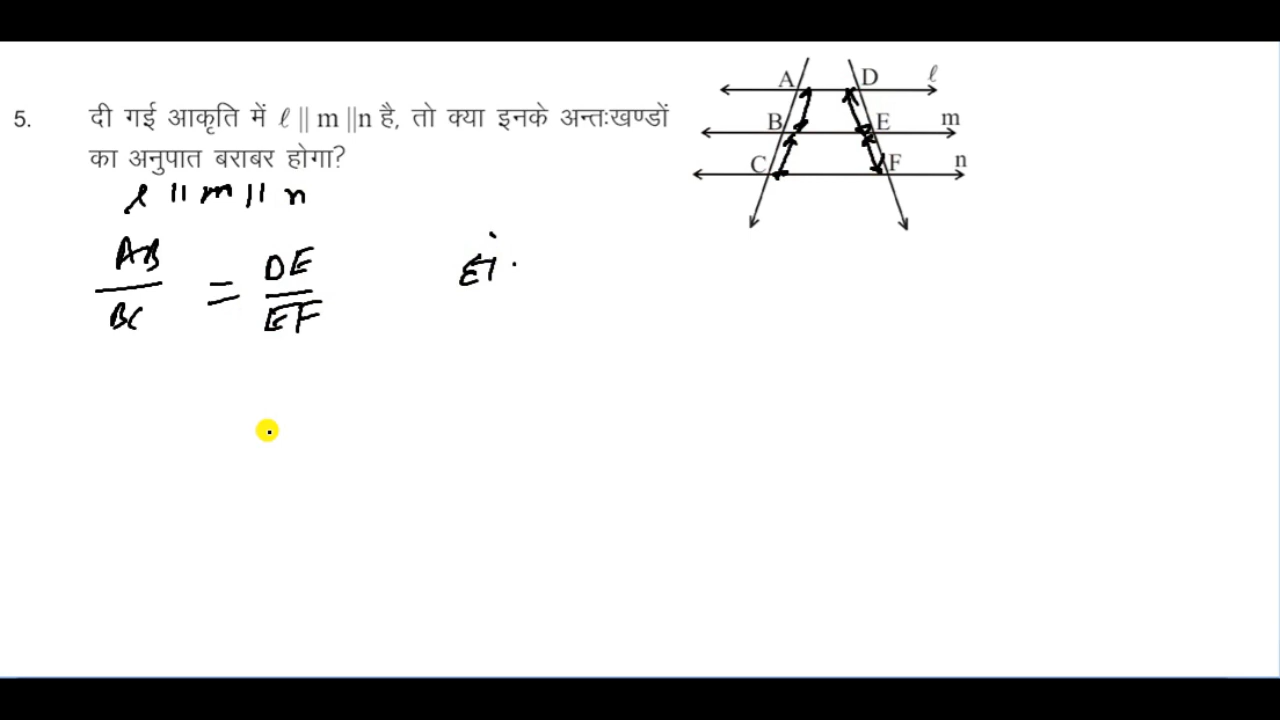 5. दी गई आकृति में ℓ || m ||n है, तो क्या इनके अन्तःखण्डों
का अनुपात बराबर होगा?
ℓ || m || n
AB/BC = DE/EF
हाँ
A D ℓ
B E m
C F n